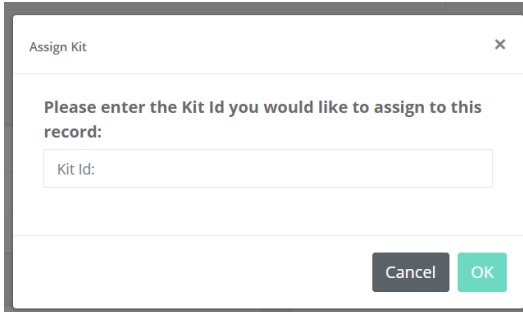 Assign Kit ×
Please enter the Kit Id you would like to assign to this
record:
Kit Id:
Cancel OK